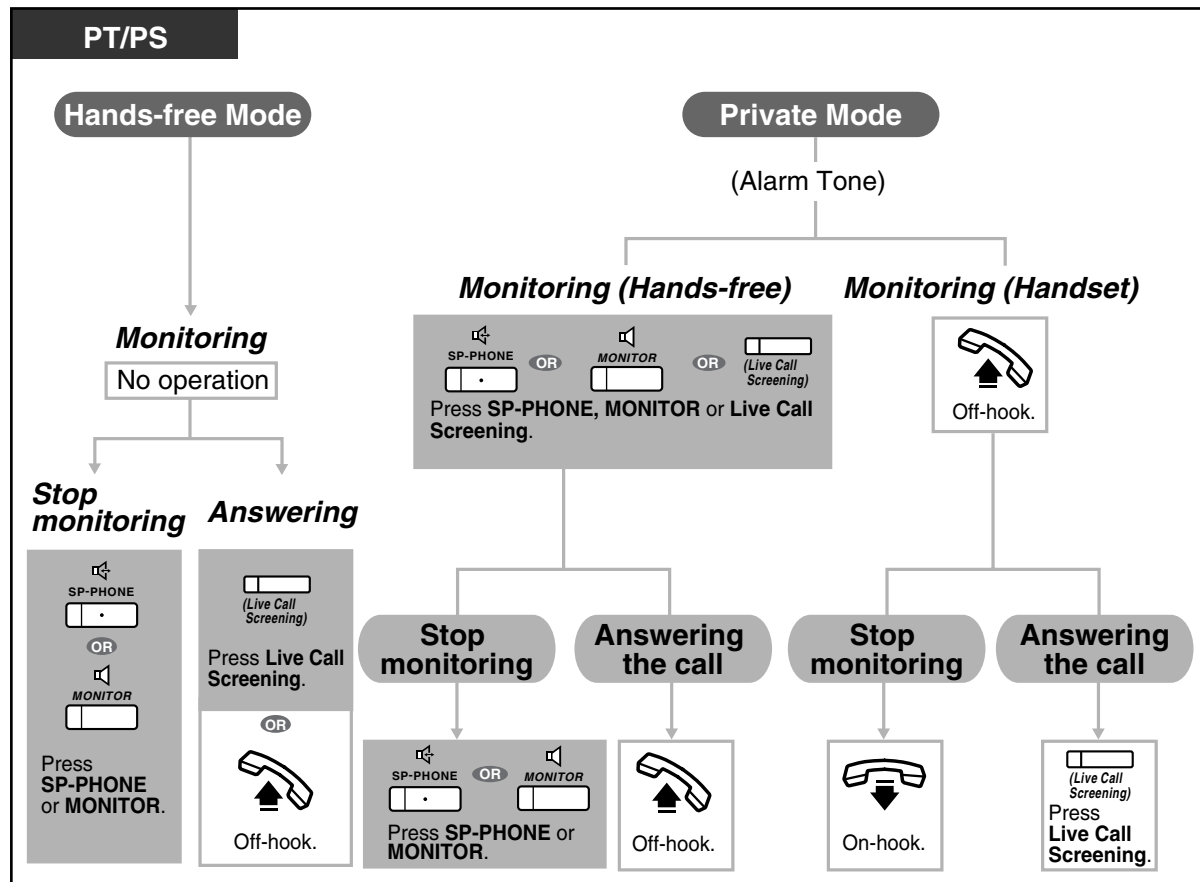 PT/PS
Hands-free Mode
Private Mode
(Alarm Tone)
Monitoring
No operation
Stop
monitoring
SP-PHONE
OR
MONITOR
Press
SP-PHONE
or MONITOR.
Answering
(Live Call
Screening)
Press Live Call
Screening.
OR
Off-hook.
Monitoring (Hands-free)
SP-PHONE
OR
MONITOR
OR
(Live Call
Screening)
Press SP-PHONE, MONITOR or Live Call
Screening.
Stop
monitoring
SP-PHONE
OR
MONITOR
Press SP-PHONE or
MONITOR.
Answering
the call
Off-hook.
Monitoring (Handset)
Off-hook.
Stop
monitoring
On-hook.
Answering
the call
(Live Call
Screening)
Press
Live Call
Screening.